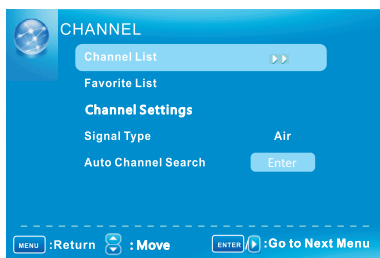 CHANNEL
Channel List
Favorite List
Channel Settings
Signal Type Air
Auto Channel Search Enter
MENU :Return : Move ENTER / :Go to Next Menu